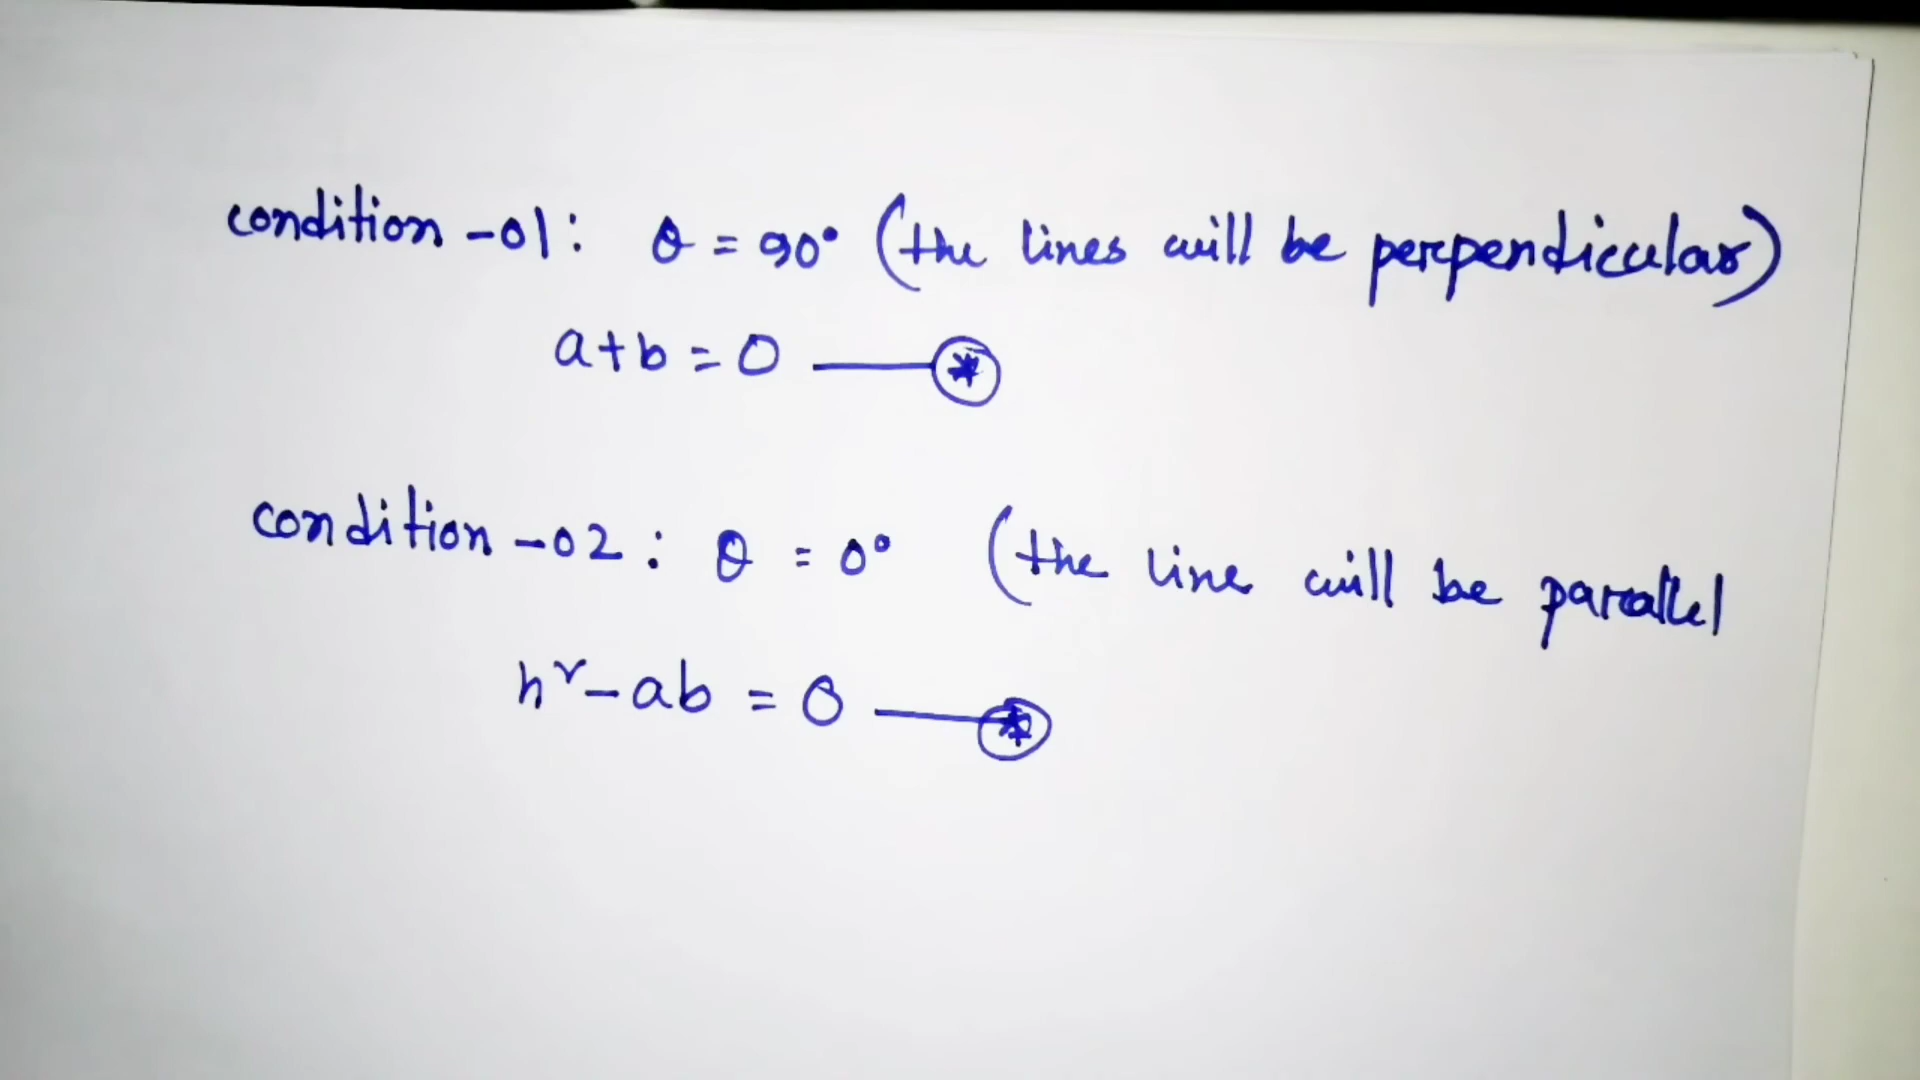 condition -01: θ = 90° (the lines will be perpendicular)
a+b = 0 —— *
condition -02: θ = 0° (the line will be parallel
h² - ab = 0 —— *